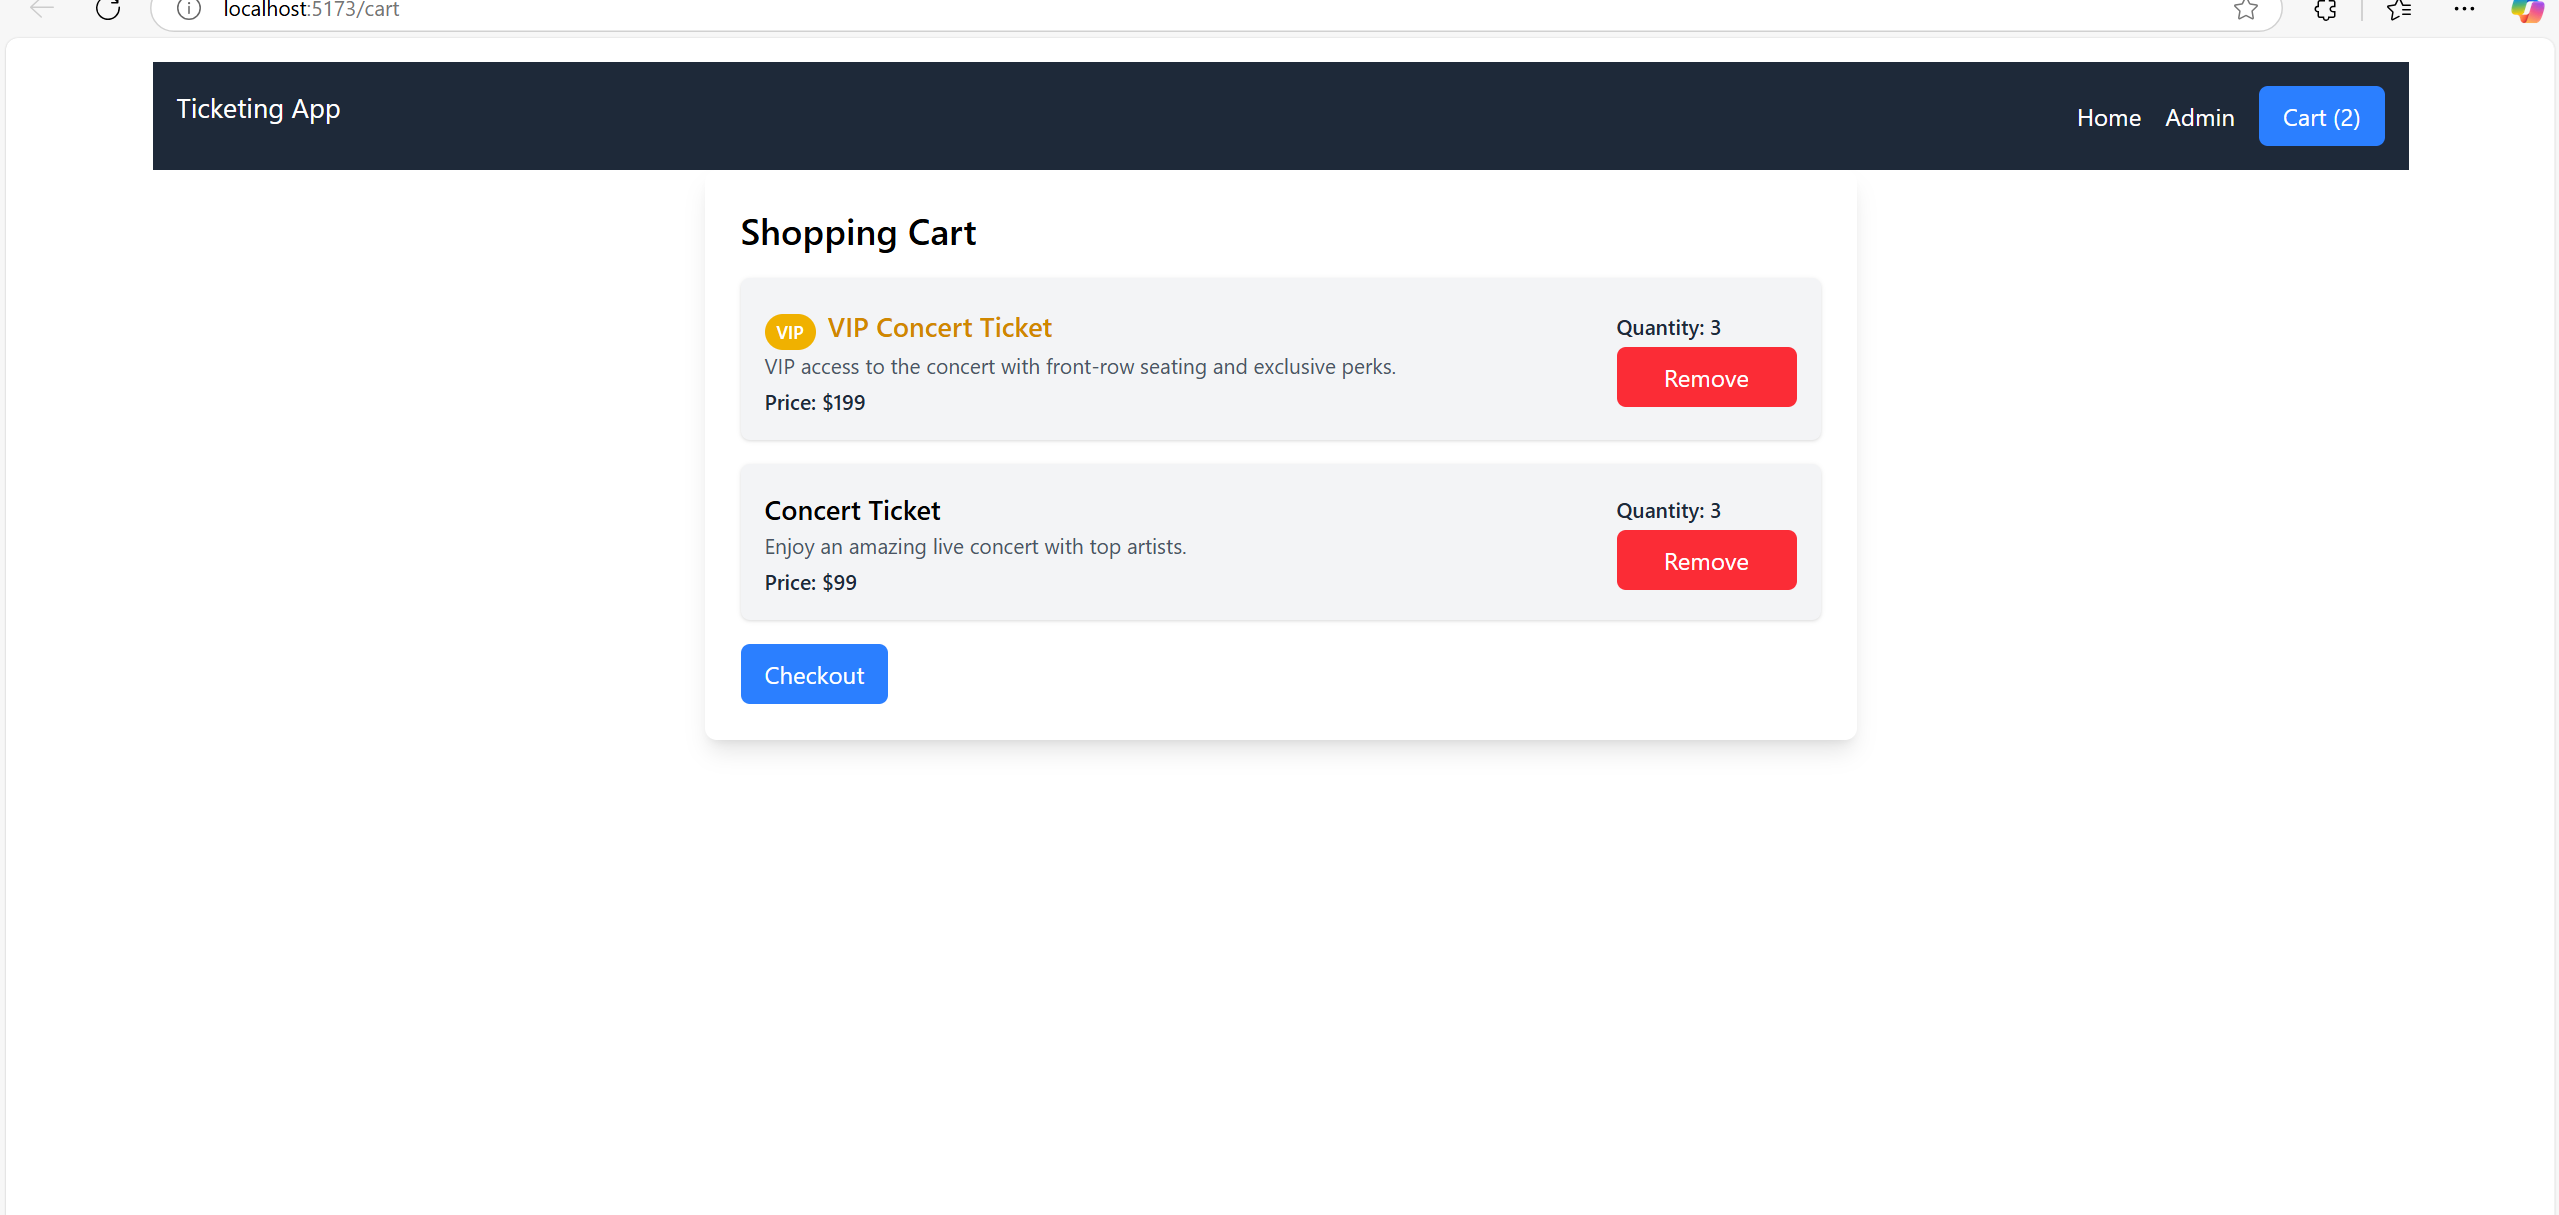 localhost:5173/cart
Ticketing App
Home Admin Cart (2)
Shopping Cart
VIP VIP Concert Ticket
VIP access to the concert with front-row seating and exclusive perks.
Price: $199
Quantity: 3
Remove
Concert Ticket
Enjoy an amazing live concert with top artists.
Price: $99
Quantity: 3
Remove
Checkout